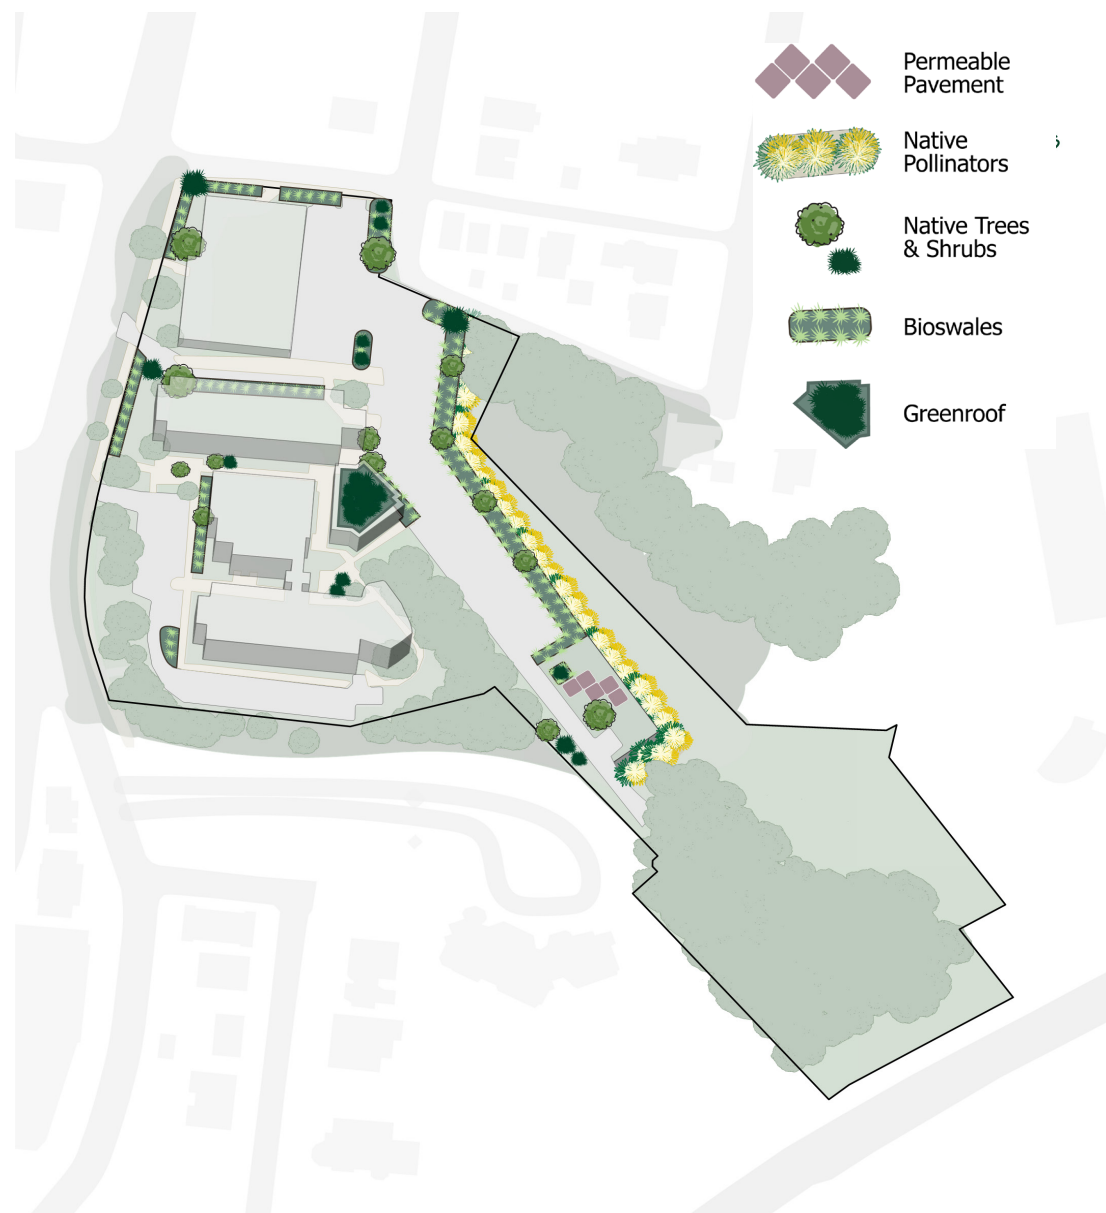 Permeable
Pavement
Native
Pollinators
Native Trees
& Shrubs
Bioswales
Greenroof